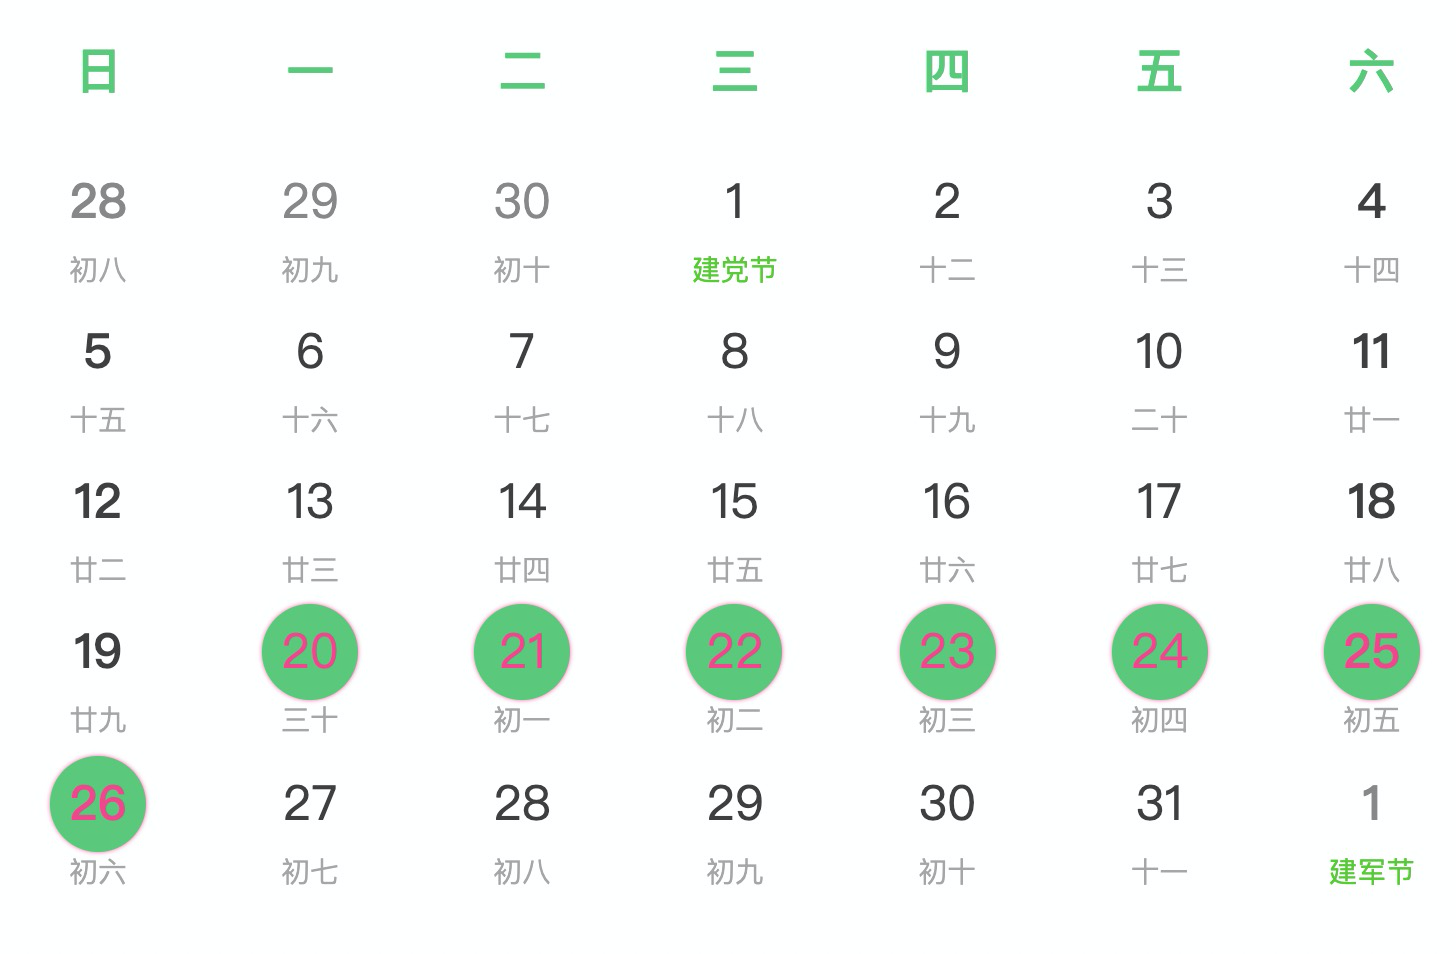 日 一 二 三 四 五 六
28 29 30 1 2 3 4
初八 初九 初十 建党节 十二 十三 十四
5 6 7 8 9 10 11
十五 十六 十七 十八 十九 二十 廿一
12 13 14 15 16 17 18
廿二 廿三 廿四 廿五 廿六 廿七 廿八
19 20 21 22 23 24 25
廿九 三十 初一 初二 初三 初四 初五
26 27 28 29 30 31 1
初六 初七 初八 初九 初十 十一 建军节